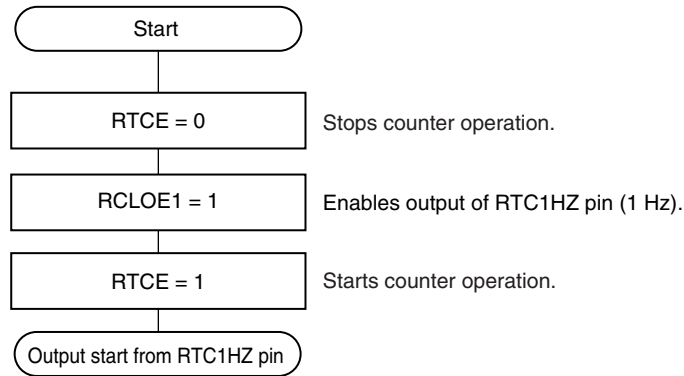 Start
RTCE = 0
Stops counter operation.
RCLOE1 = 1
Enables output of RTC1HZ pin (1 Hz).
RTCE = 1
Starts counter operation.
Output start from RTC1HZ pin